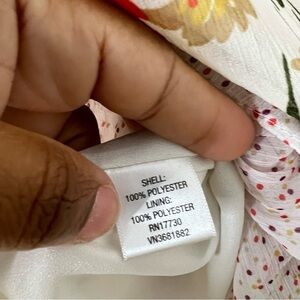 SHELL:
100% POLYESTER
LINING:
100% POLYESTER
RN17730
VN3681882